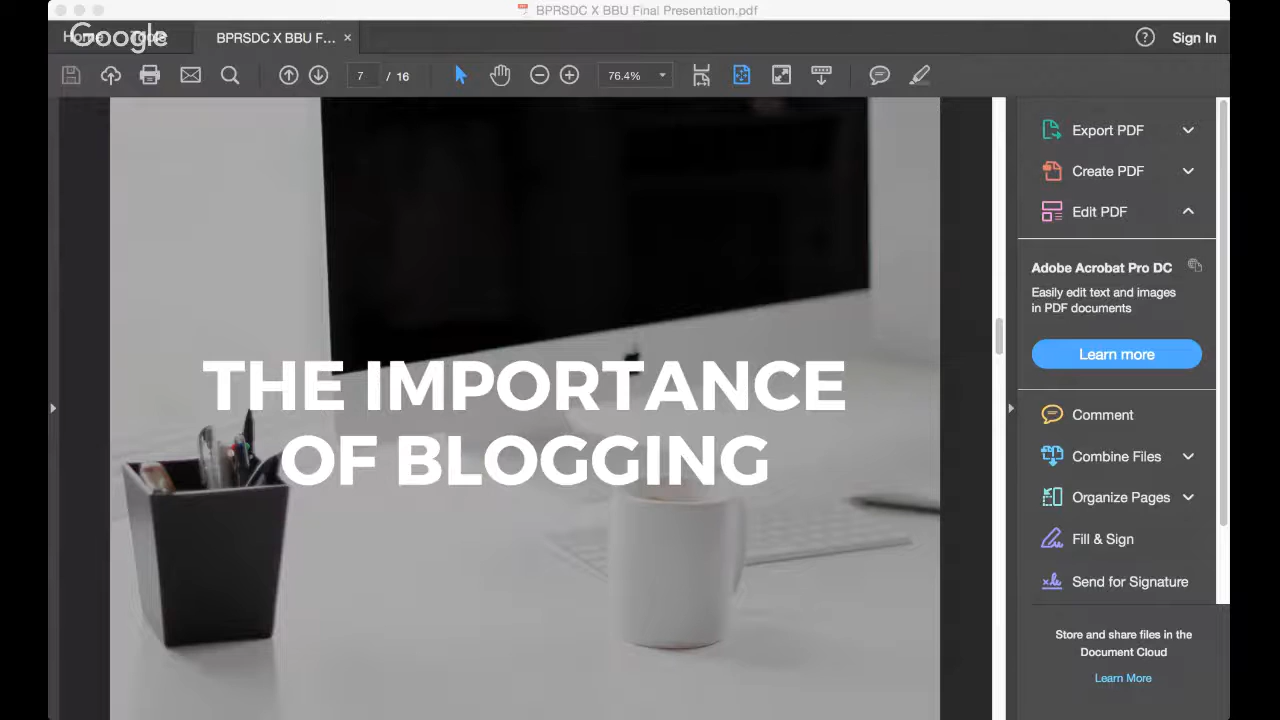 BPRSDC X BBU Final Presentation.pdf
Google
BPRSDC X BBU F... ×
? Sign In
7 / 16
76.4%
Export PDF
Create PDF
Edit PDF
Adobe Acrobat Pro DC
Easily edit text and images
in PDF documents
Learn more
THE IMPORTANCE
OF BLOGGING
Comment
Combine Files
Organize Pages
Fill & Sign
Send for Signature
Store and share files in the
Document Cloud
Learn More